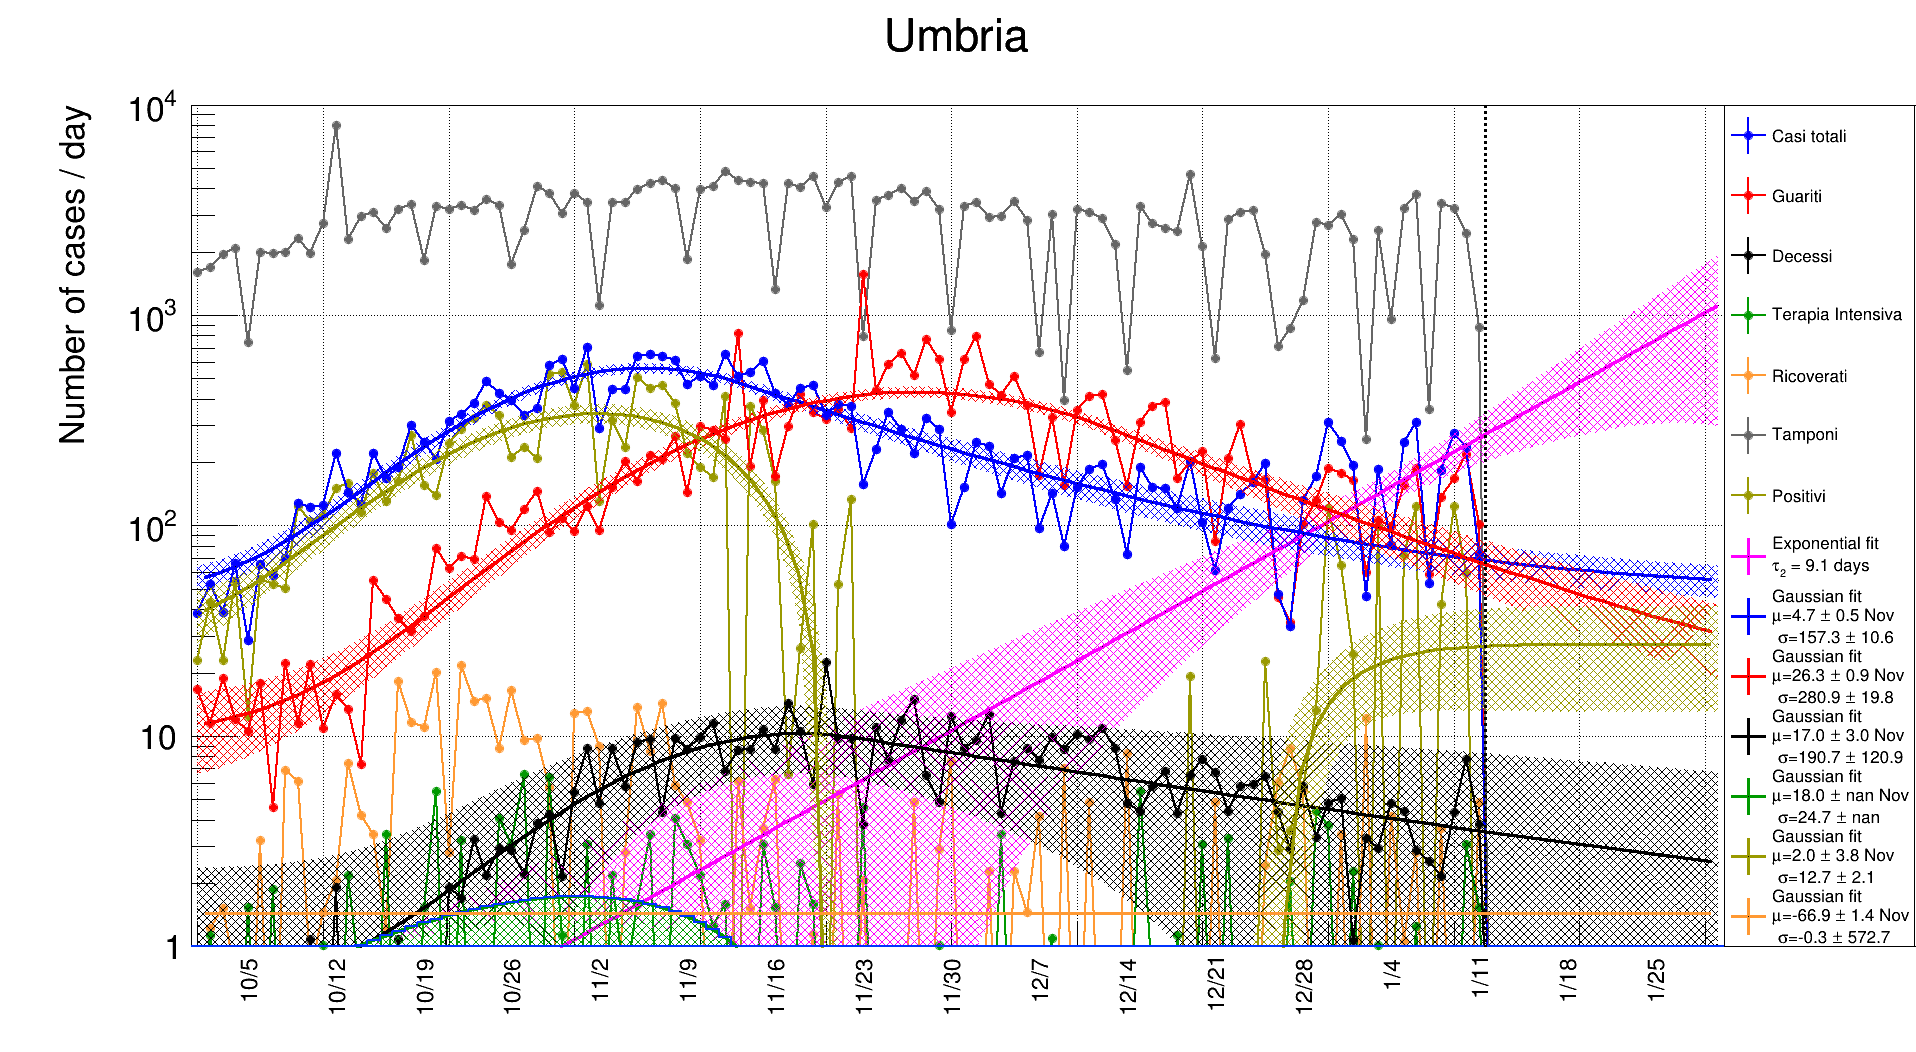 Umbria
Number of cases / day
10^4
10^3
10^2
10
1
10/5
10/12
10/19
10/26
11/2
11/9
11/16
11/23
11/30
12/7
12/14
12/21
12/28
1/4
1/11
1/18
1/25
Casi totali
Guariti
Decessi
Terapia Intensiva
Ricoverati
Tamponi
Positivi
Exponential fit
τ₂ = 9.1 days
Gaussian fit
μ=4.7 ± 0.5 Nov
σ=157.3 ± 10.6
Gaussian fit
μ=26.3 ± 0.9 Nov
σ=280.9 ± 19.8
Gaussian fit
μ=17.0 ± 3.0 Nov
σ=190.7 ± 120.9
Gaussian fit
μ=18.0 ± nan Nov
σ=24.7 ± nan
Gaussian fit
μ=2.0 ± 3.8 Nov
σ=12.7 ± 2.1
Gaussian fit
μ=-66.9 ± 1.4 Nov
σ=-0.3 ± 572.7